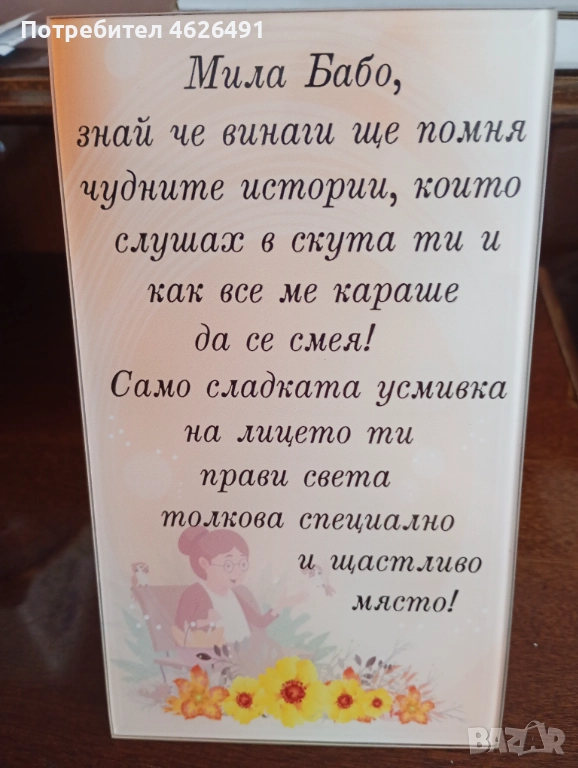 Потребител 4626491
Мила Бабо,
знай че винаги ще помня
чудните истории, които
слушах в скута ти и
как все ме караше
да се смея!
Само сладката усмивка
на лицето ти
прави света
толкова специално
и щастливо
място!
BAZAR